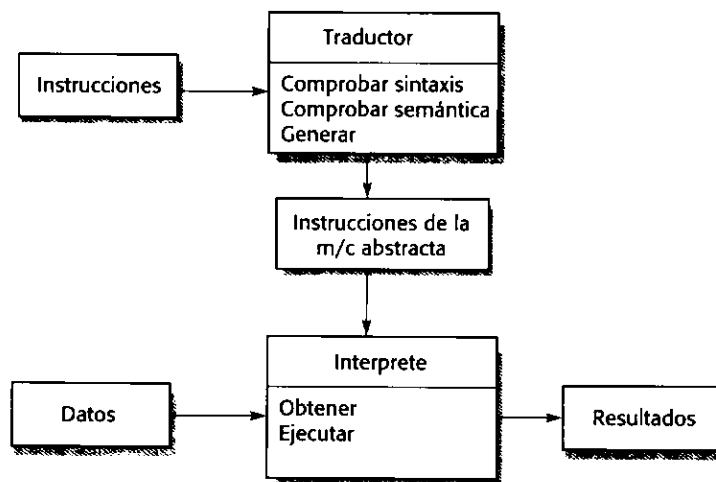 Traductor
Instrucciones
Comprobar sintaxis
Comprobar semántica
Generar
Instrucciones de la
m/c abstracta
Interprete
Datos
Obtener
Ejecutar
Resultados